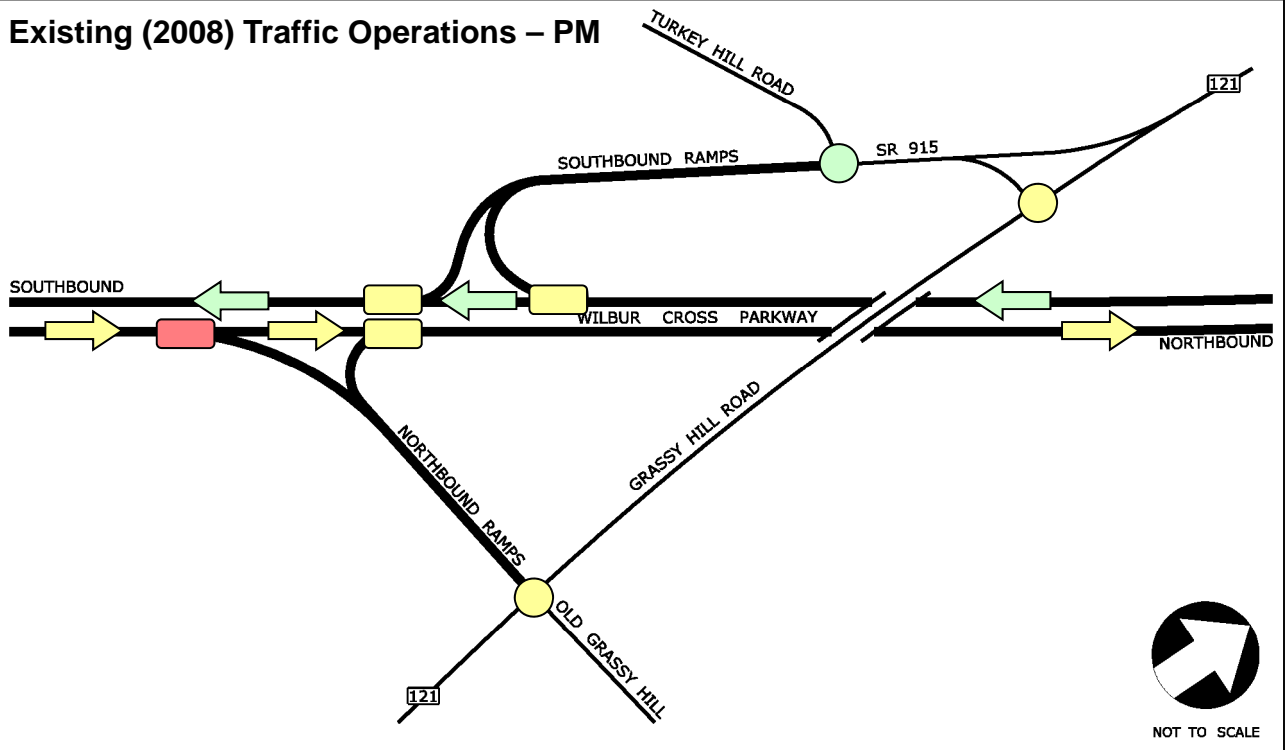 Existing (2008) Traffic Operations – PM
TURKEY HILL ROAD
121
SR 915
SOUTHBOUND RAMPS
SOUTHBOUND
WILBUR CROSS PARKWAY
NORTHBOUND
GRASSY HILL ROAD
NORTHBOUND RAMPS
OLD GRASSY HILL
121
NOT TO SCALE